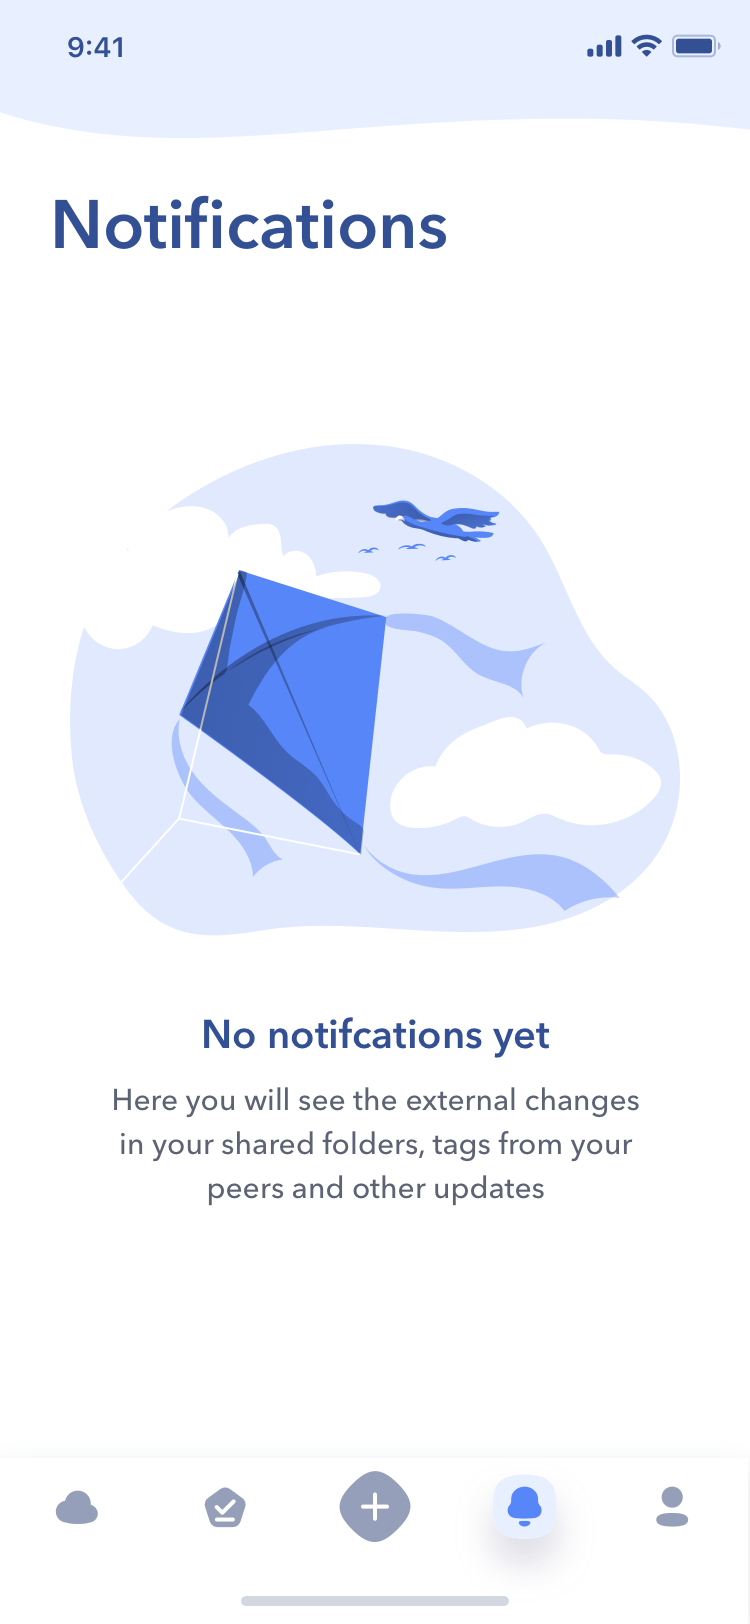 9:41
Notifications
No notifcations yet
Here you will see the external changes
in your shared folders, tags from your
peers and other updates